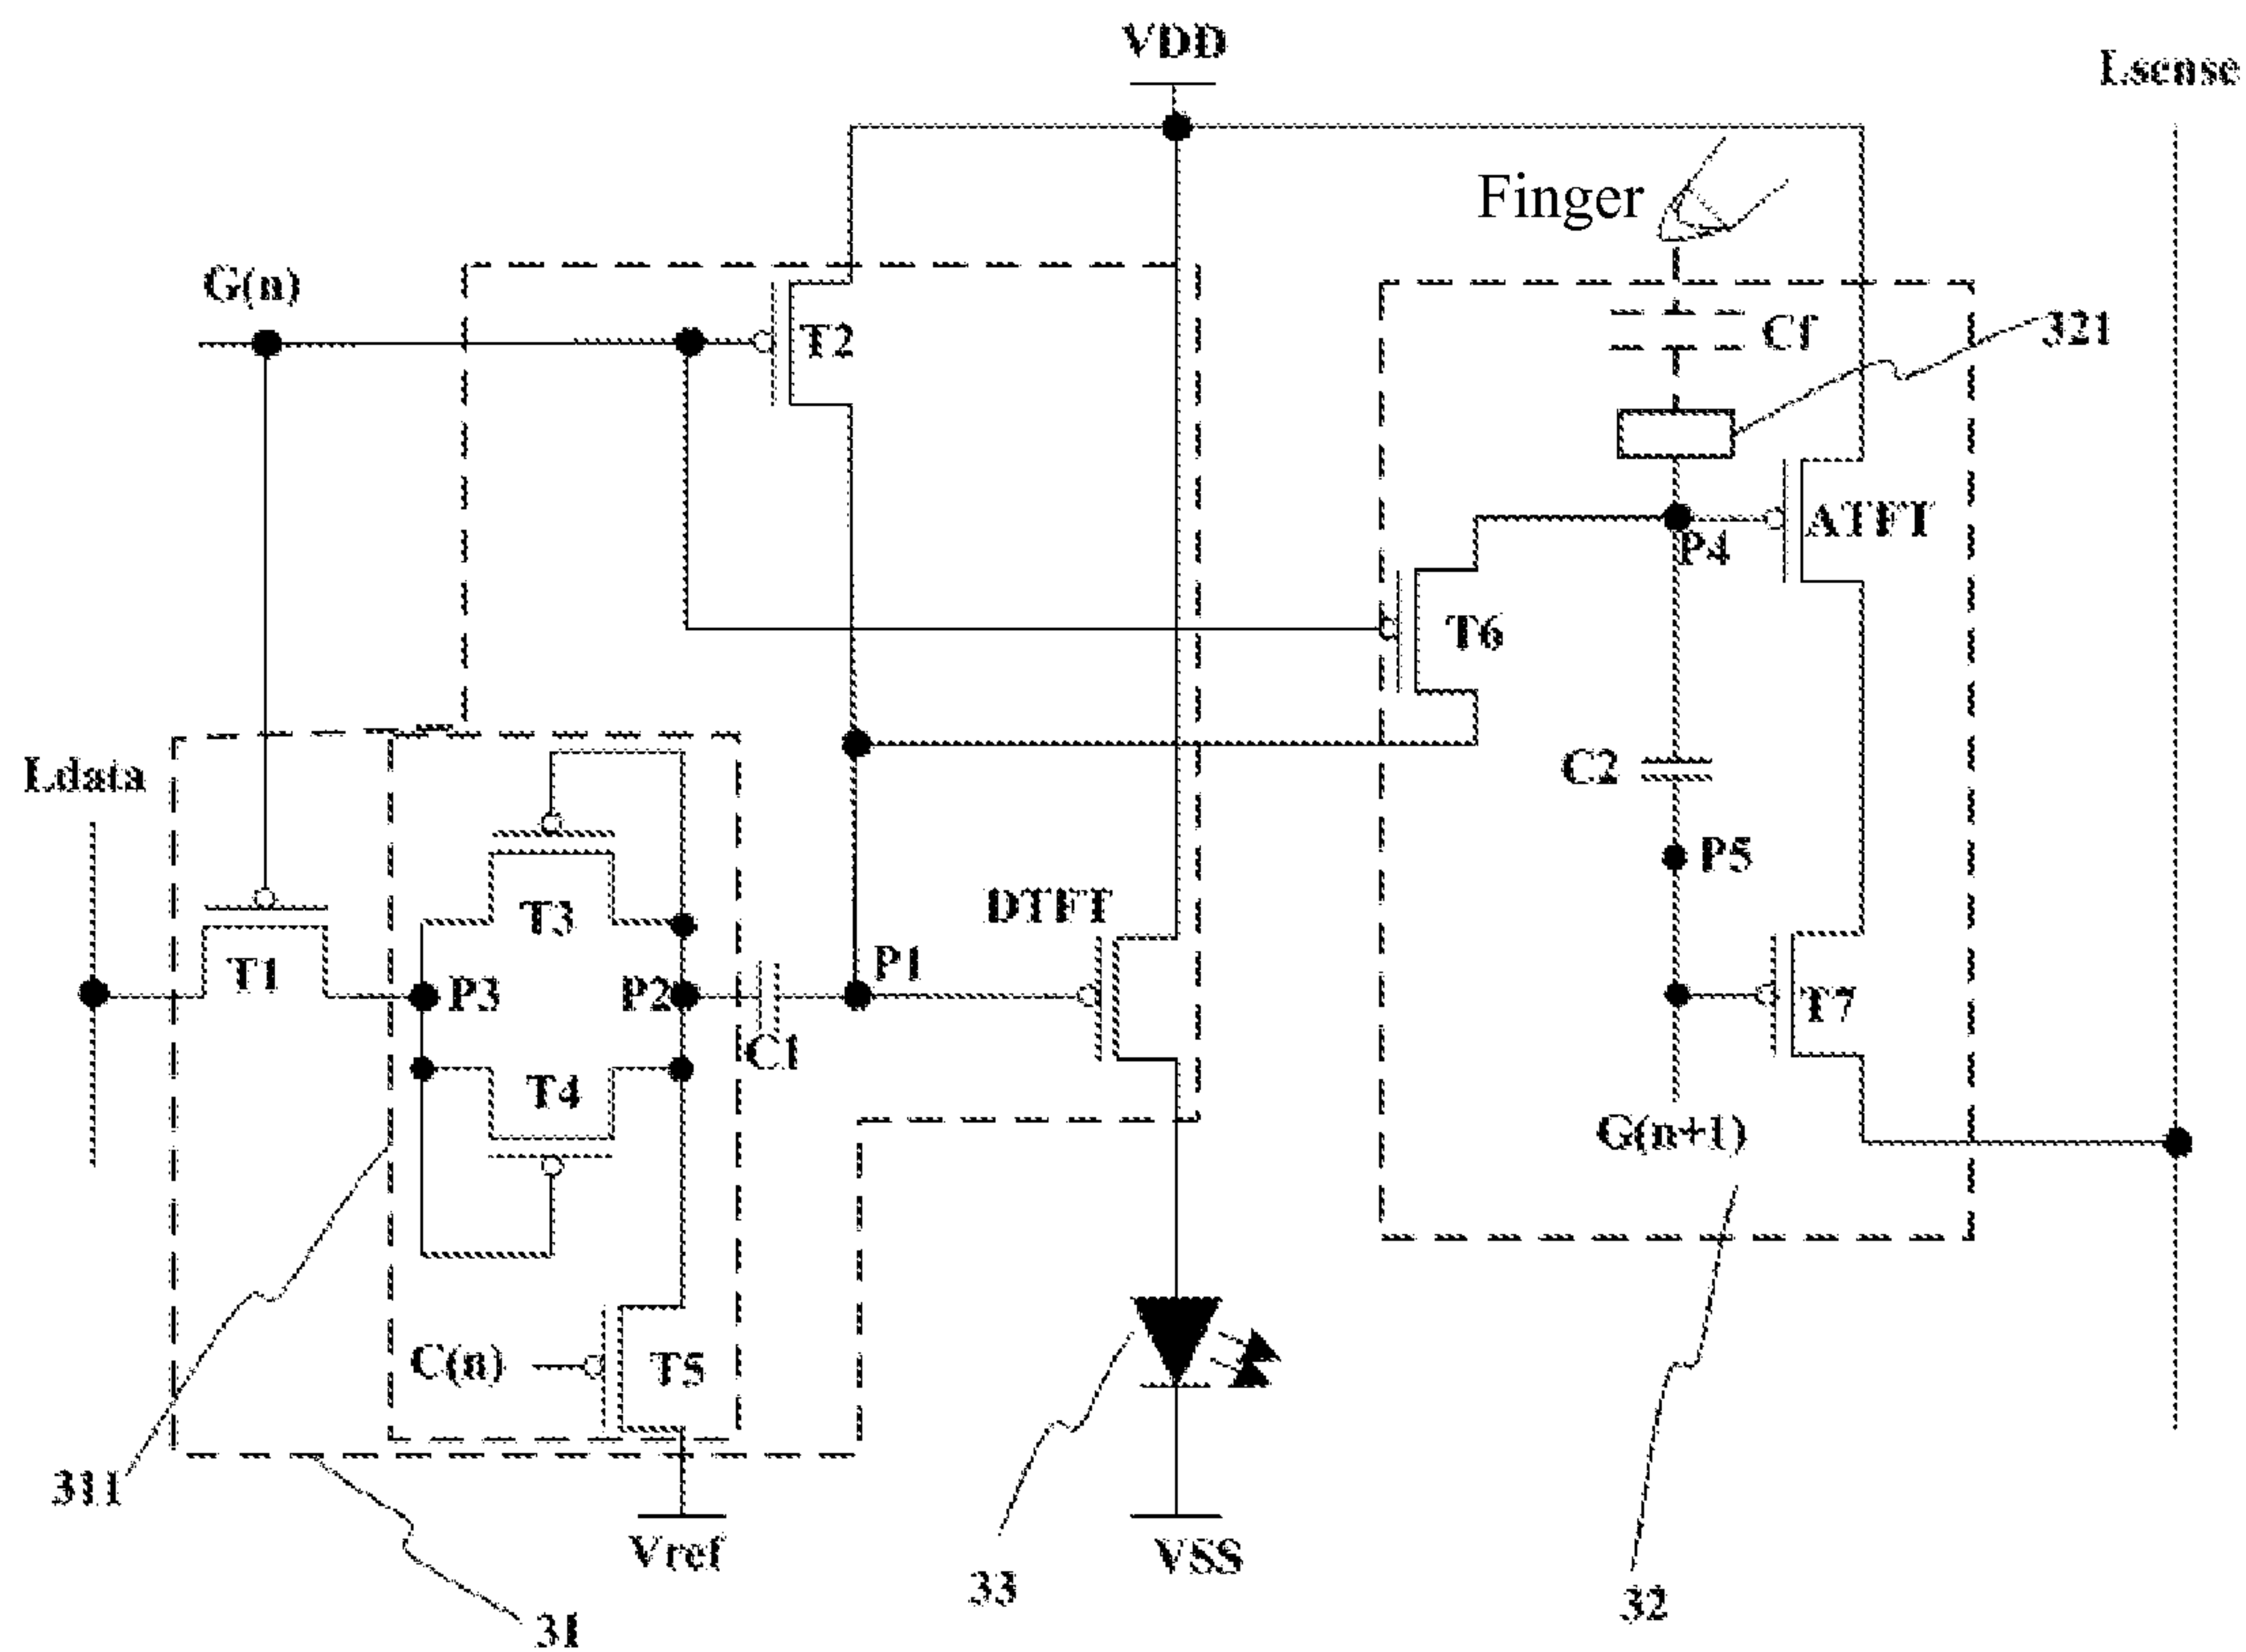 VDD
Lsense
Finger
G(n)
T2
Cf
321
ATFT
P4
T6
Ldata
C2
P5
T3
DTFT
P1
T1
P3
P2
T7
C1
T4
G(n+1)
C(n)
T5
311
Vref
VSS
33
32
31